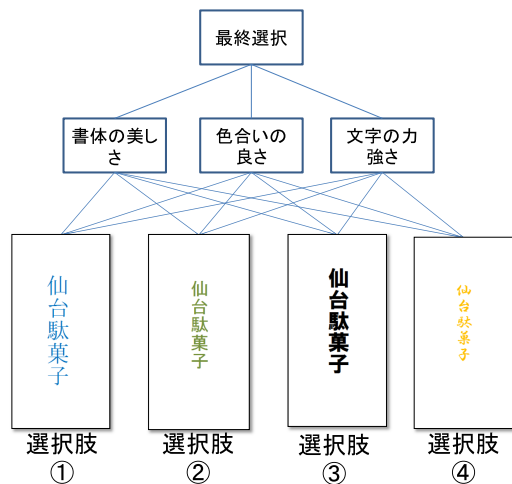 最終選択
書体の美し
さ
色合いの
良さ
文字の力
強さ
仙台駄菓子
仙台駄菓子
仙台駄菓子
仙台駄菓子
選択肢
①
選択肢
②
選択肢
③
選択肢
④